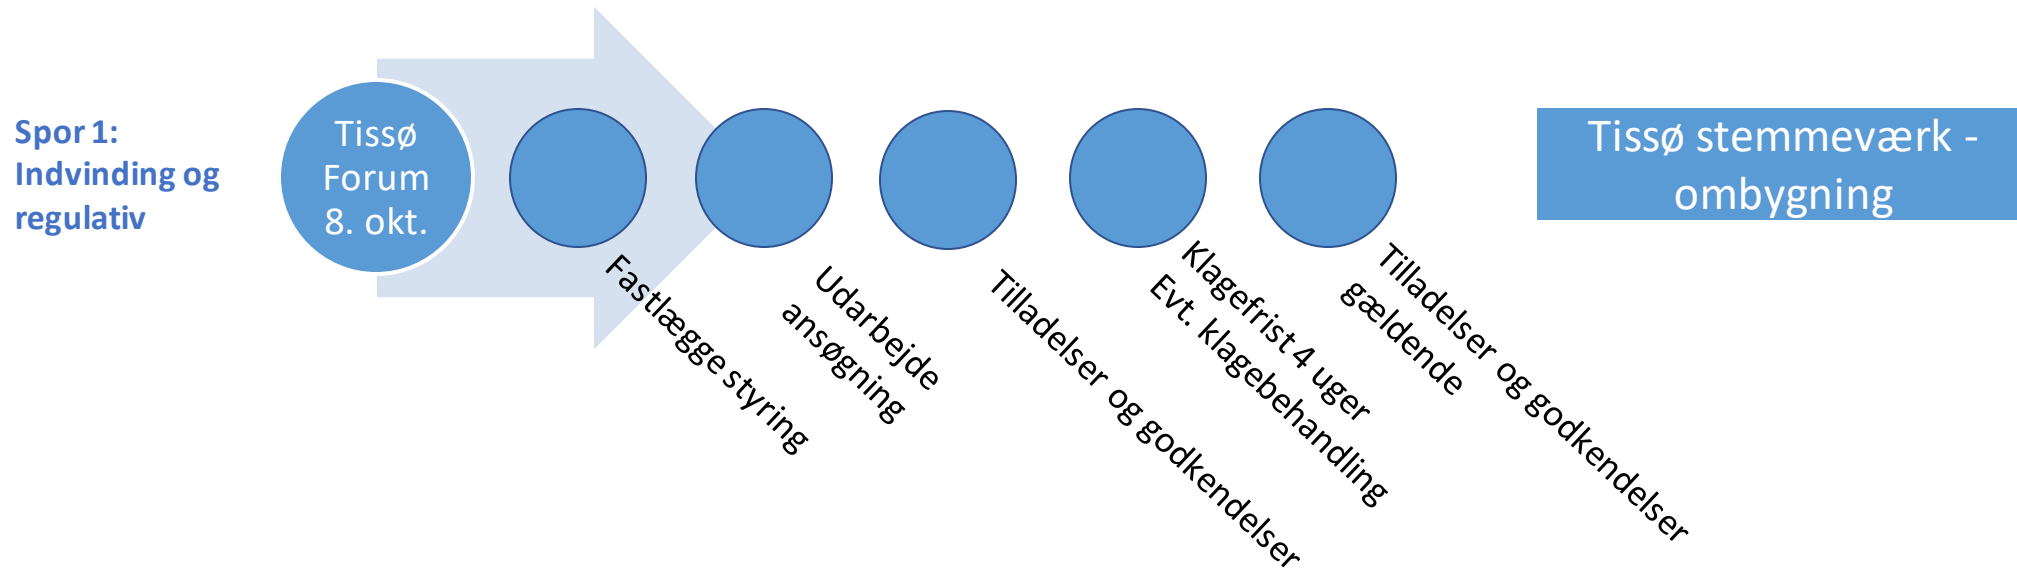 Spor 1:
Indvinding og
regulativ
Tissø
Forum
8. okt.
Fastlægge styring
Udarbejde
ansøgning
Tilladelser og godkendelser
Klagefrist 4 uger
Evt. klagebehandling
Tilladelser og godkendelser
gældende
Tissø stemmeværk -
ombygning